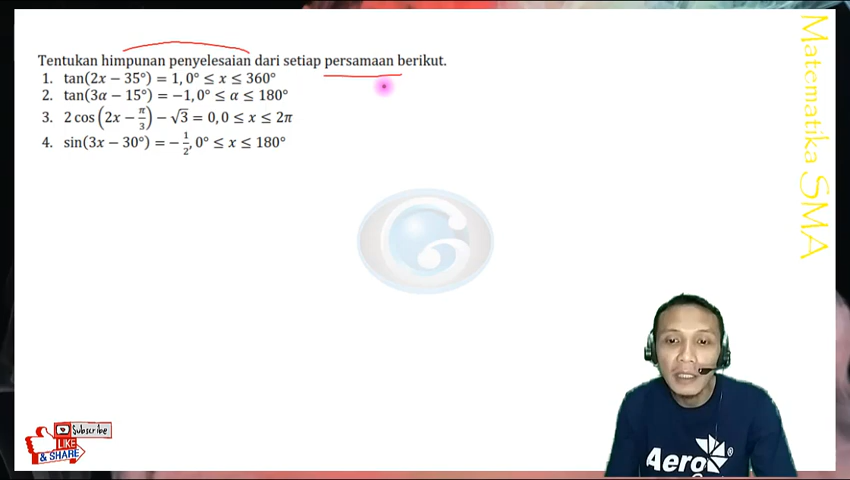 Tentukan himpunan penyelesaian dari setiap persamaan berikut.
1. tan(2x − 35°) = 1, 0° ≤ x ≤ 360°
2. tan(3α − 15°) = −1, 0° ≤ α ≤ 180°
3. 2 cos(2x − π/3) − √3 = 0, 0 ≤ x ≤ 2π
4. sin(3x − 30°) = −1/2, 0° ≤ x ≤ 180°
Matematika SMA
Subscribe
LIKE
& SHARE
Aero